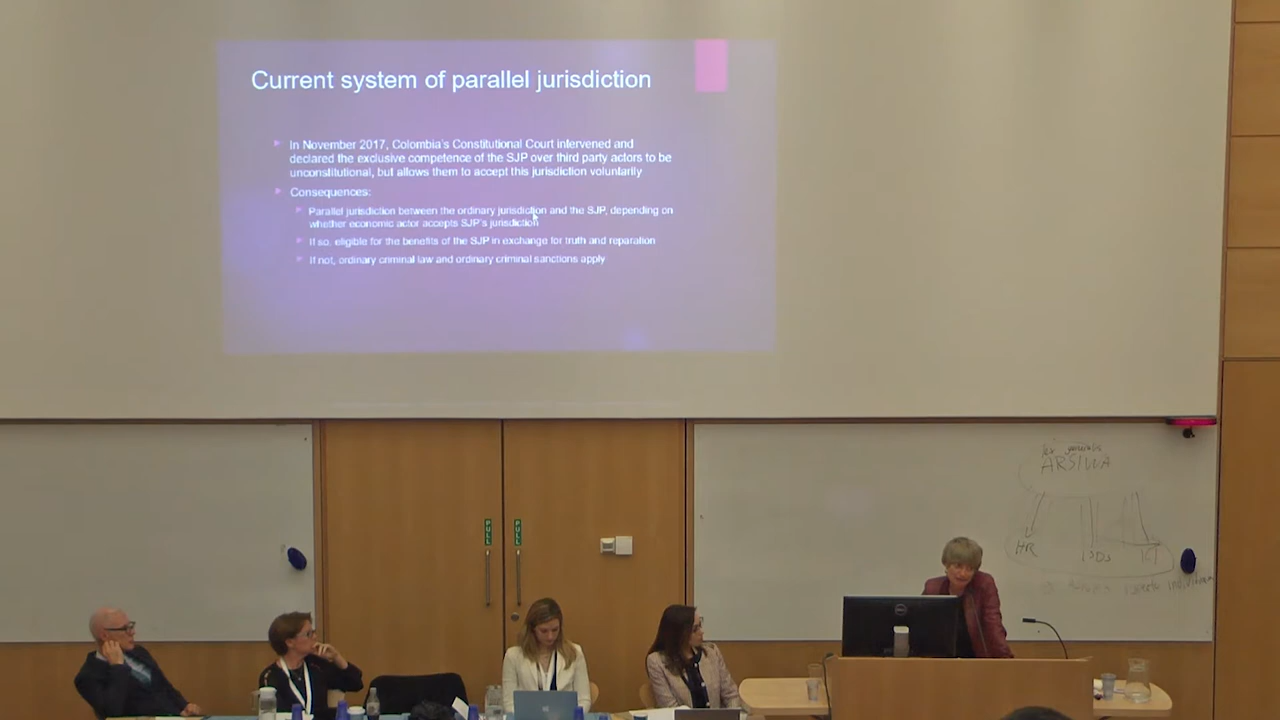 Current system of parallel jurisdiction
In November 2017, Colombia's Constitutional Court intervened and
declared the exclusive competence of the SJP over third party actors to be
unconstitutional, but allows them to accept this jurisdiction voluntarily
Consequences:
Parallel jurisdiction between the ordinary jurisdiction and the SJP, depending on
whether economic actor accepts SJP's jurisdiction
If so, eligible for the benefits of the SJP in exchange for truth and reparation
If not, ordinary criminal law and ordinary criminal sanctions apply
ARSIWA
HR
PULL
PULL
DELL